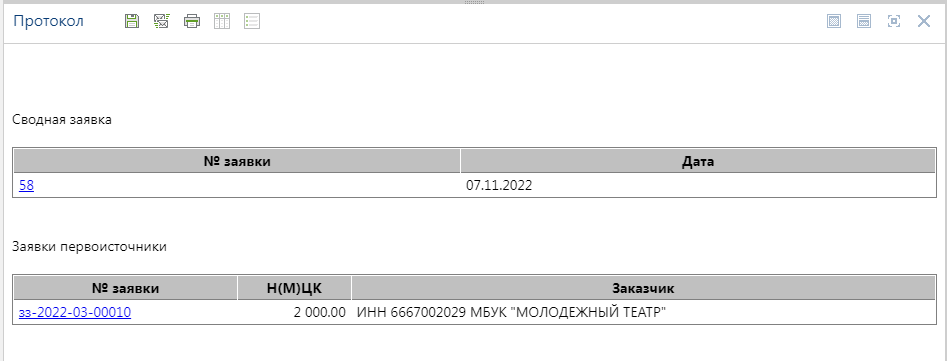 Протокол
Сводная заявка
№ заявки Дата
58 07.11.2022
Заявки первоисточники
№ заявки Н(М)ЦК Заказчик
зз-2022-03-00010 2 000.00 ИНН 6667002029 МБУК "МОЛОДЕЖНЫЙ ТЕАТР"